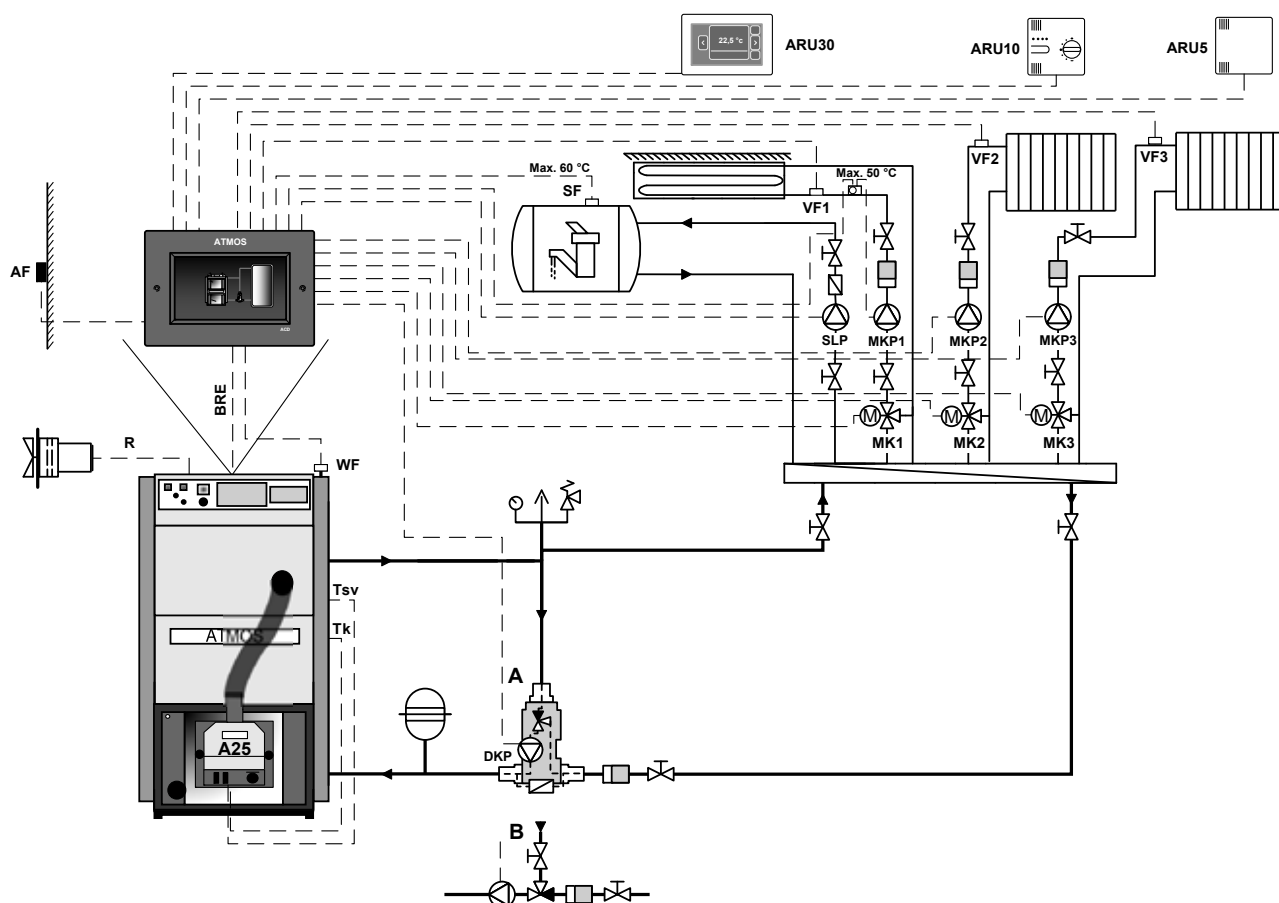 22,5 °c
ARU30
ARU10
ARU5
Max. 60 °C
SF
Max. 50 °C
VF1
VF2
VF3
ATMOS
ACD
AF
SLP
MKP1
MKP2
MKP3
BRE
M
M
M
MK1
MK2
MK3
R
WF
Tsv
Tk
ATMOS
A
DKP
A25
B